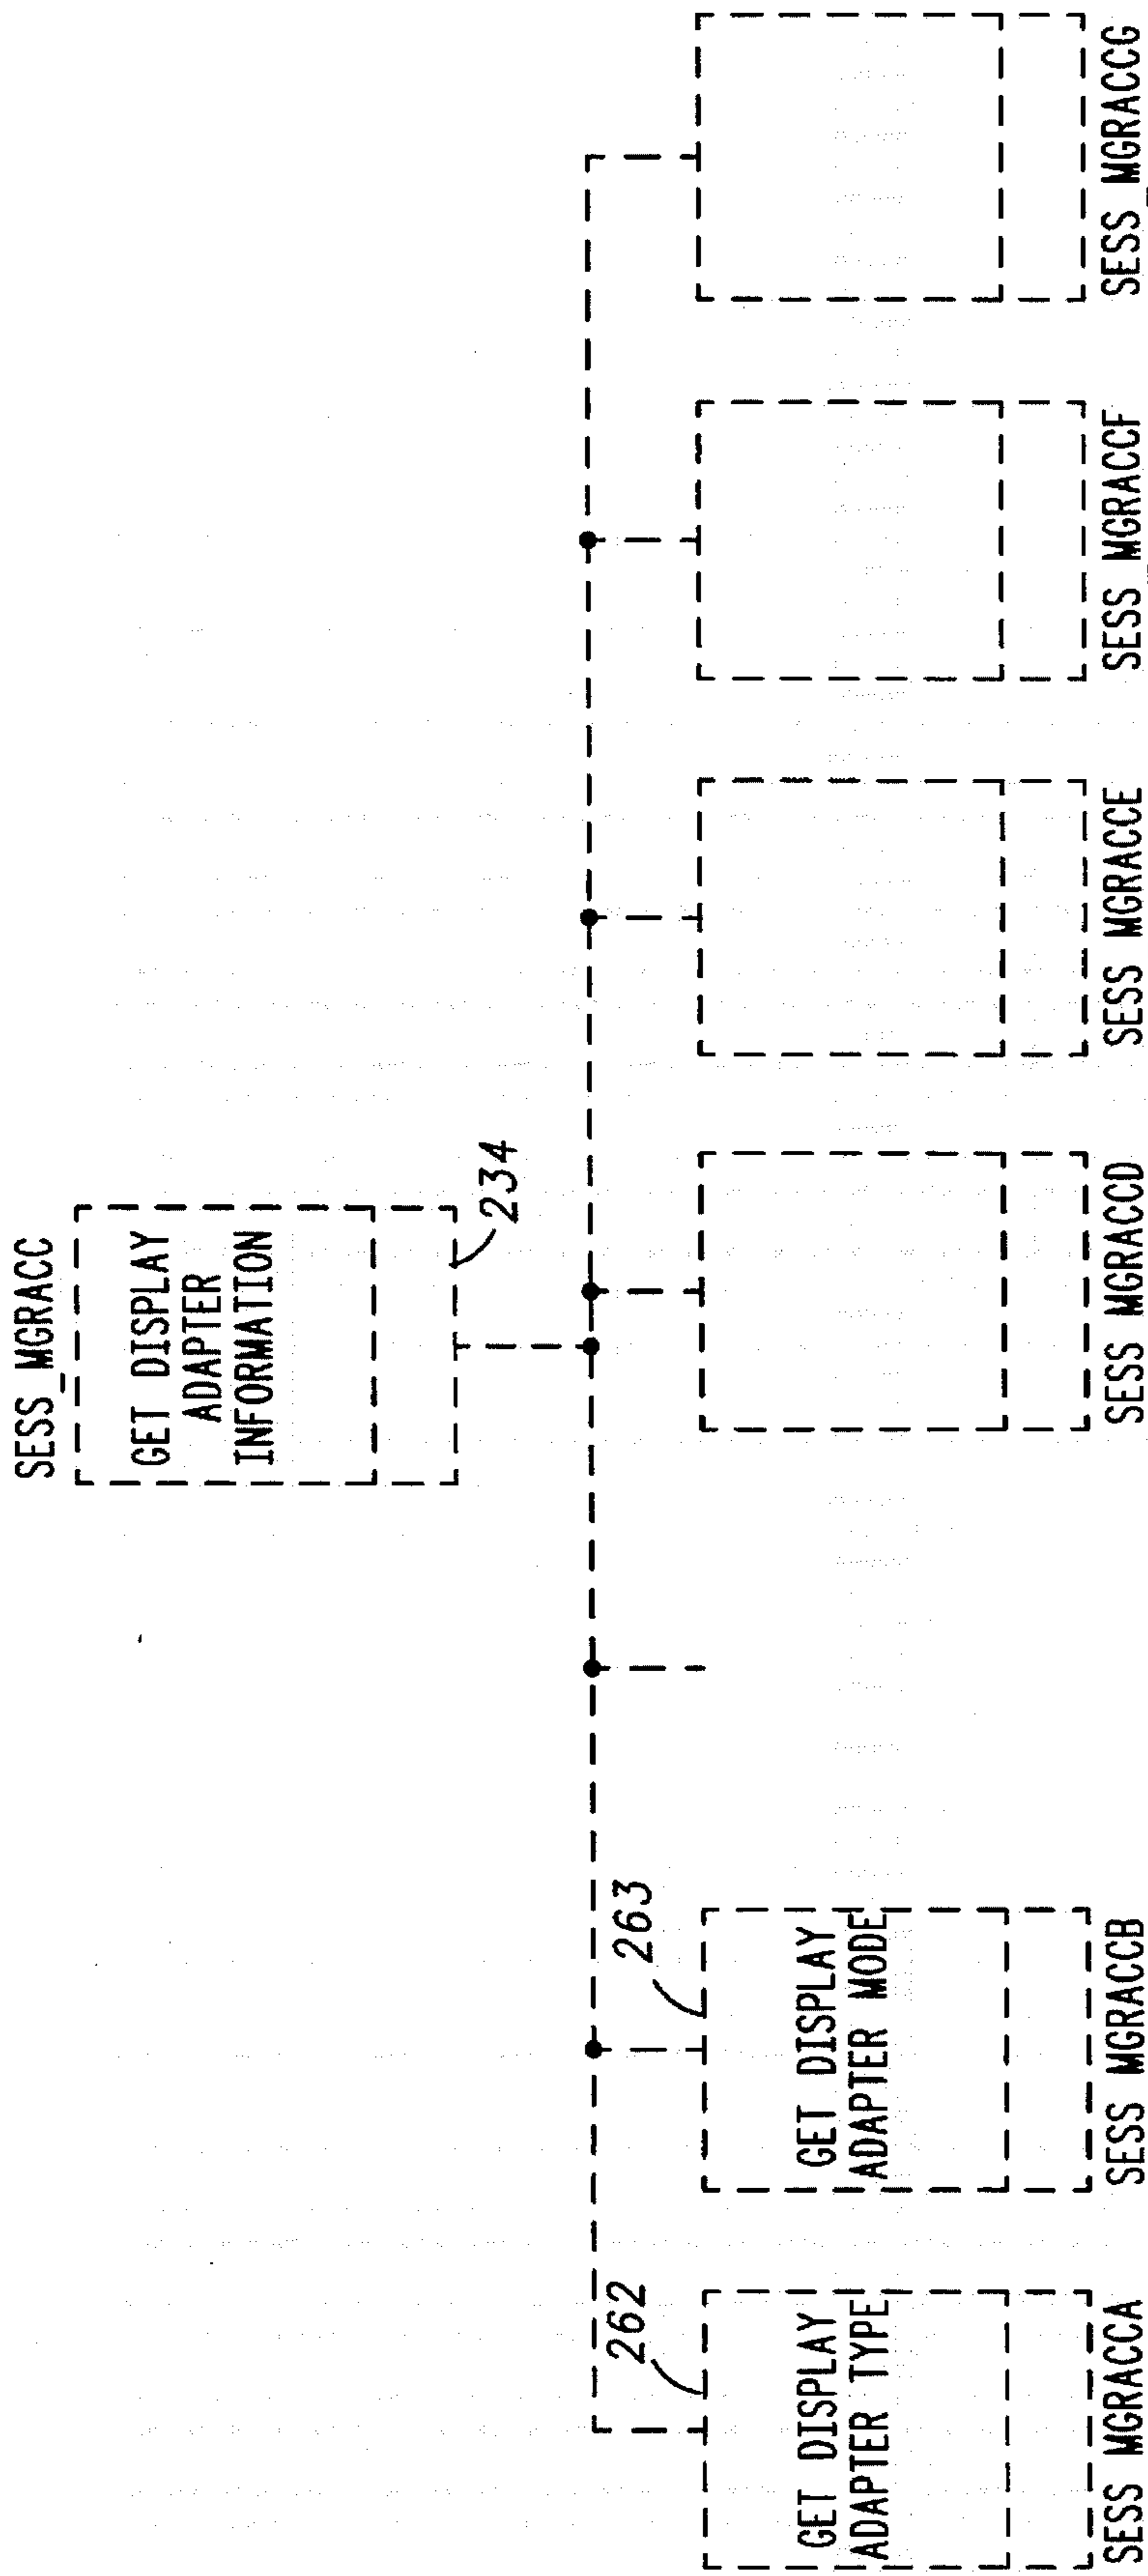 SESS_MGRACC
GET DISPLAY
ADAPTER
INFORMATION
234
262
263
GET DISPLAY
ADAPTER TYPE
GET DISPLAY
ADAPTER MODE
SESS_MGRACCA
SESS_MGRACCB
SESS_MGRACCD
SESS_MGRACCE
SESS_MGRACCF
SESS_MGRACCG